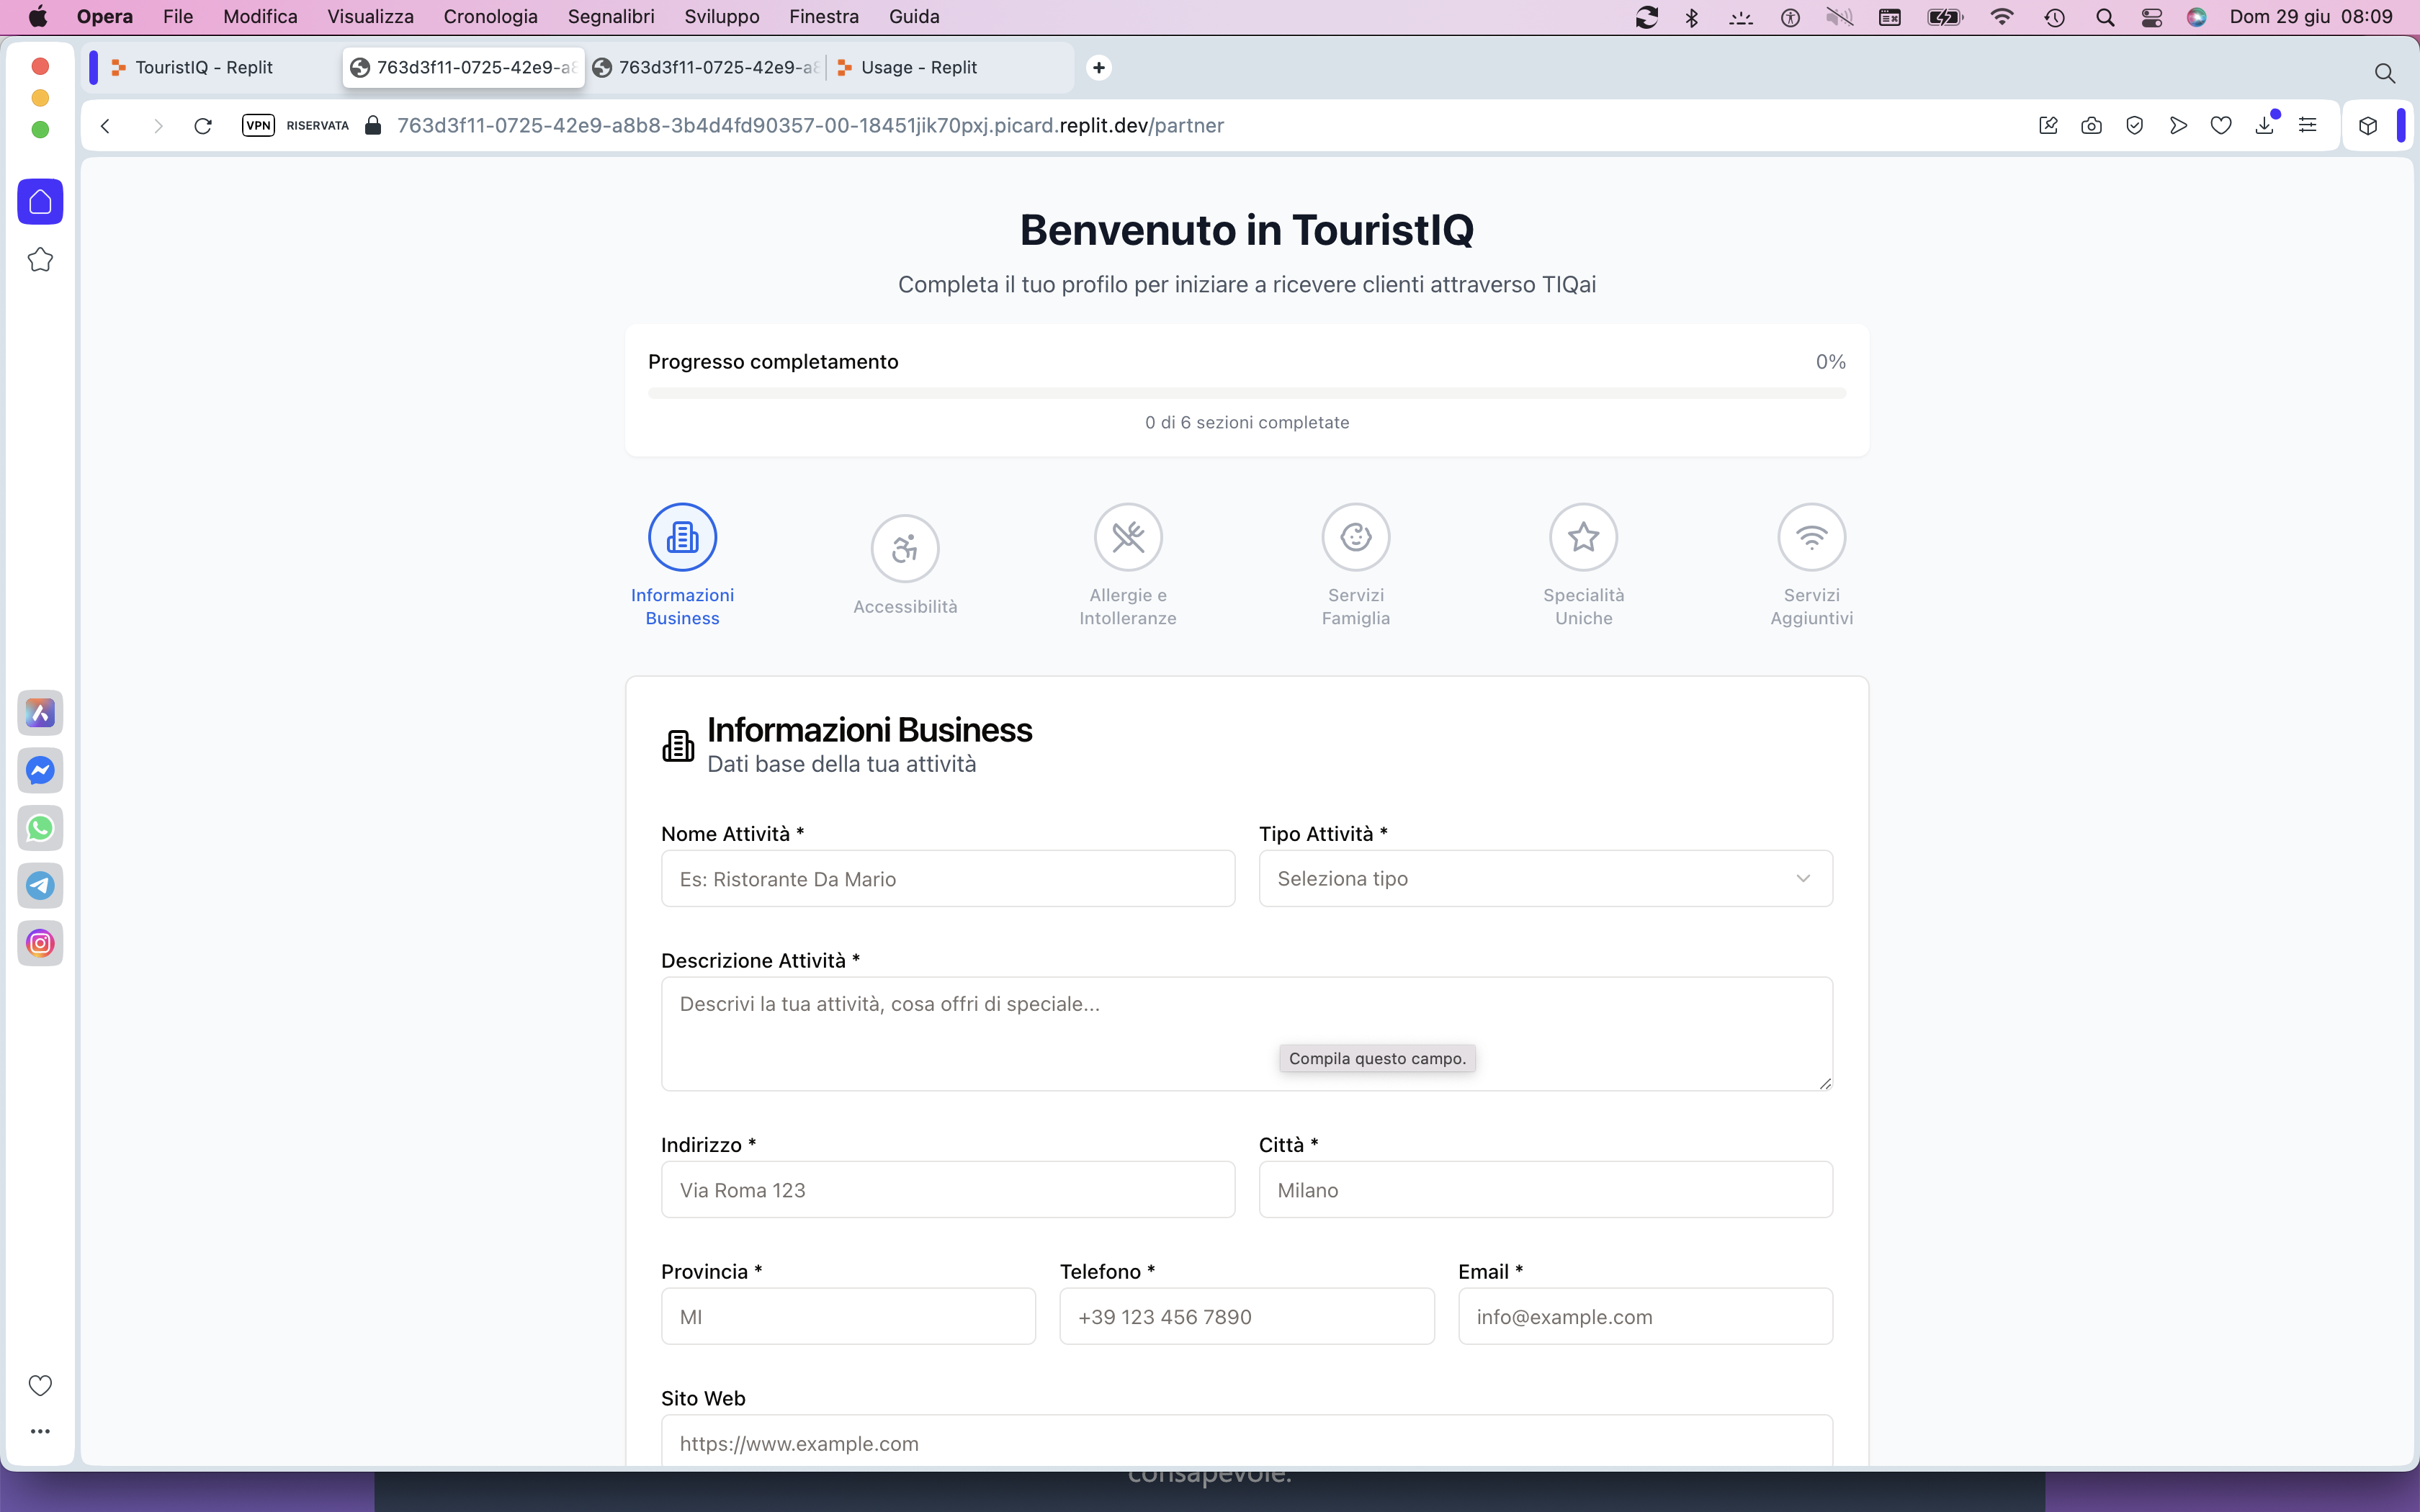 Opera File Modifica Visualizza Cronologia Segnalibri Sviluppo Finestra Guida Dom 29 giu 08:09
TouristIQ - Replit 763d3f11-0725-42e9-a8 763d3f11-0725-42e9-a8 Usage - Replit
VPN RISERVATA 763d3f11-0725-42e9-a8b8-3b4d4fd90357-00-18451jik70pxj.picard.replit.dev/partner
Benvenuto in TouristIQ
Completa il tuo profilo per iniziare a ricevere clienti attraverso TIQai
Progresso completamento 0%
0 di 6 sezioni completate
Informazioni Business
Accessibilità
Allergie e Intolleranze
Servizi Famiglia
Specialità Uniche
Servizi Aggiuntivi
Informazioni Business
Dati base della tua attività
Nome Attività * Tipo Attività *
Es: Ristorante Da Mario Seleziona tipo
Descrizione Attività *
Descrivi la tua attività, cosa offri di speciale...
Compila questo campo.
Indirizzo * Città *
Via Roma 123 Milano
Provincia * Telefono * Email *
MI +39 123 456 7890 info@example.com
Sito Web
https://www.example.com
consapevole.